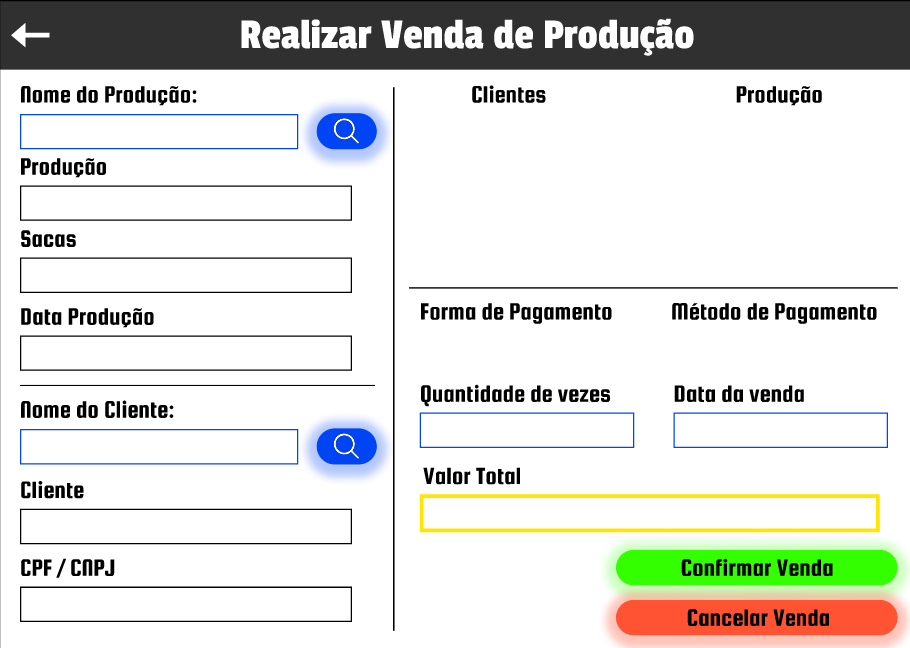 Realizar Venda de Produção
Nome do Produção:
Produção
Sacas
Data Produção
Nome do Cliente:
Cliente
CPF / CNPJ
Clientes
Produção
Forma de Pagamento
Método de Pagamento
Quantidade de vezes
Data da venda
Valor Total
Confirmar Venda
Cancelar Venda